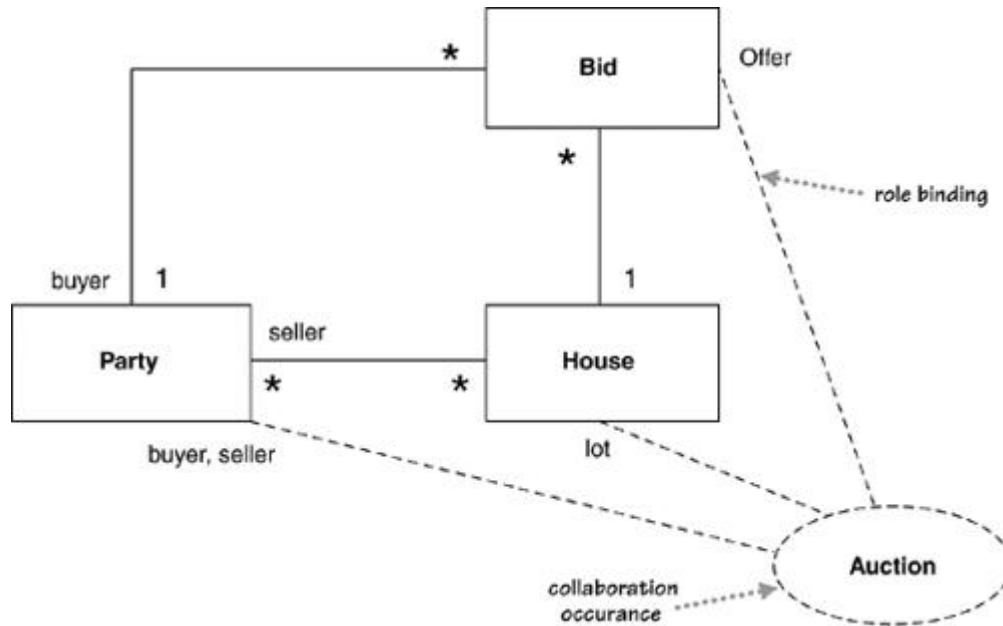 *
Bid
Offer
*
role binding
buyer
1
1
seller
Party
House
*
*
buyer, seller
lot
Auction
collaboration
occurance